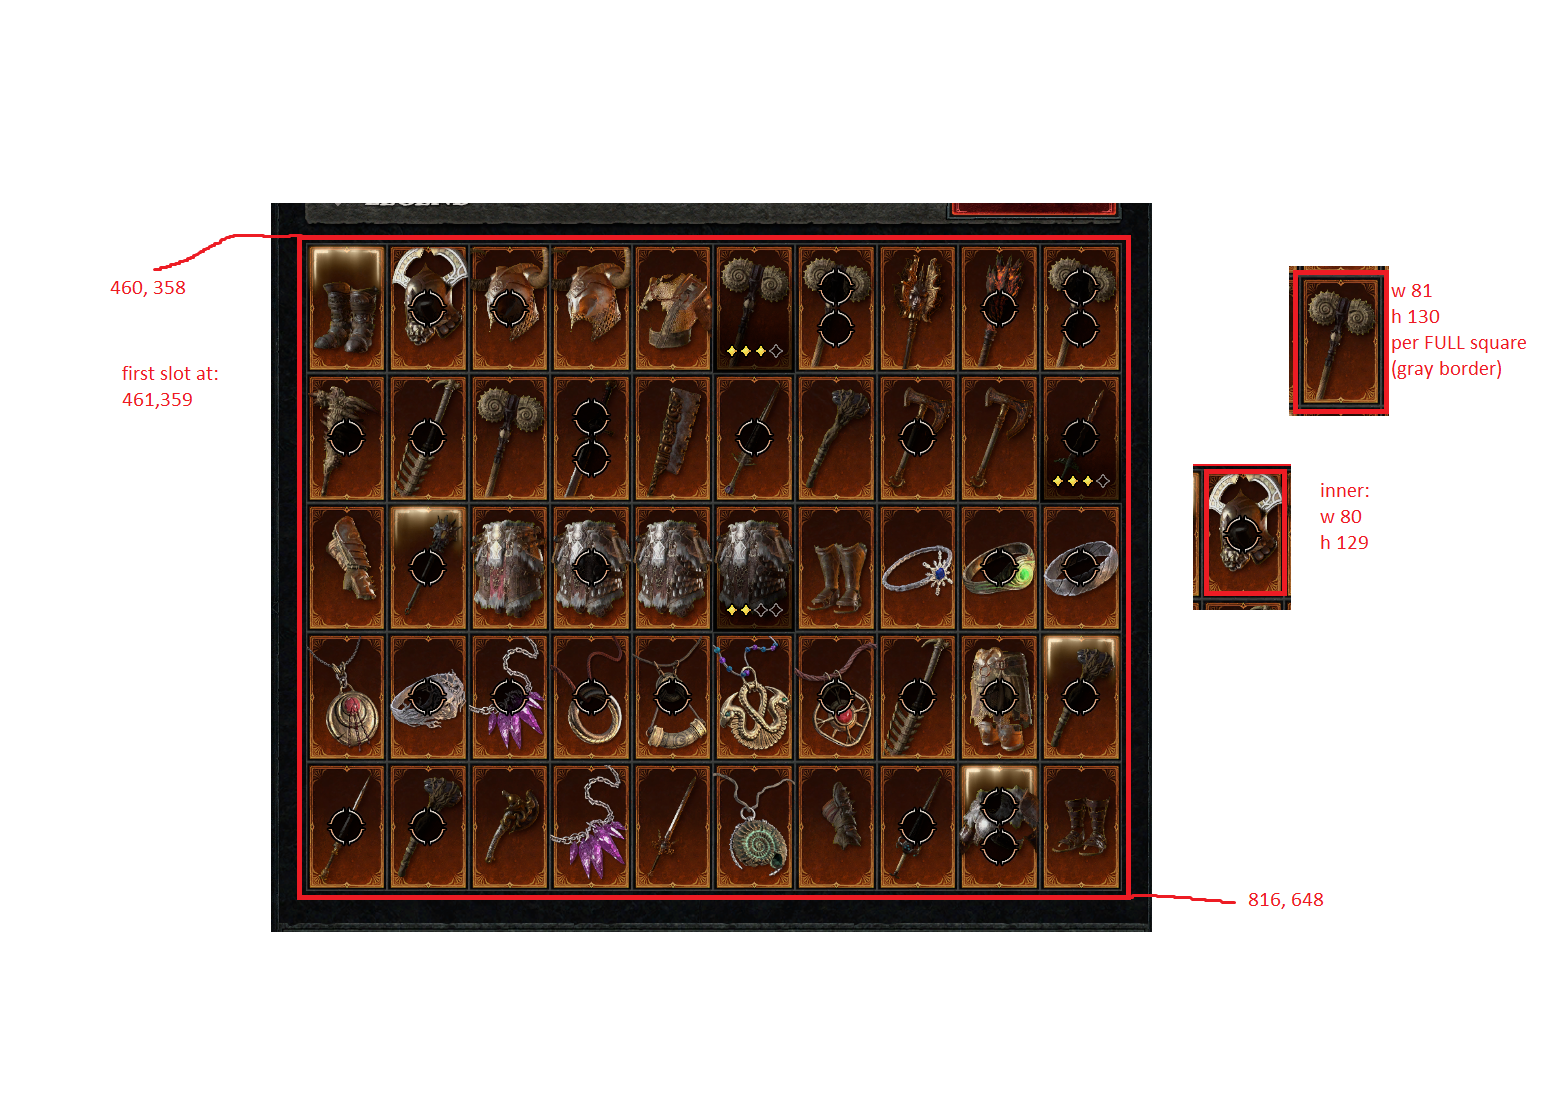 460, 358
first slot at:
461,359
w 81
h 130
per FULL square
(gray border)
inner:
w 80
h 129
816, 648